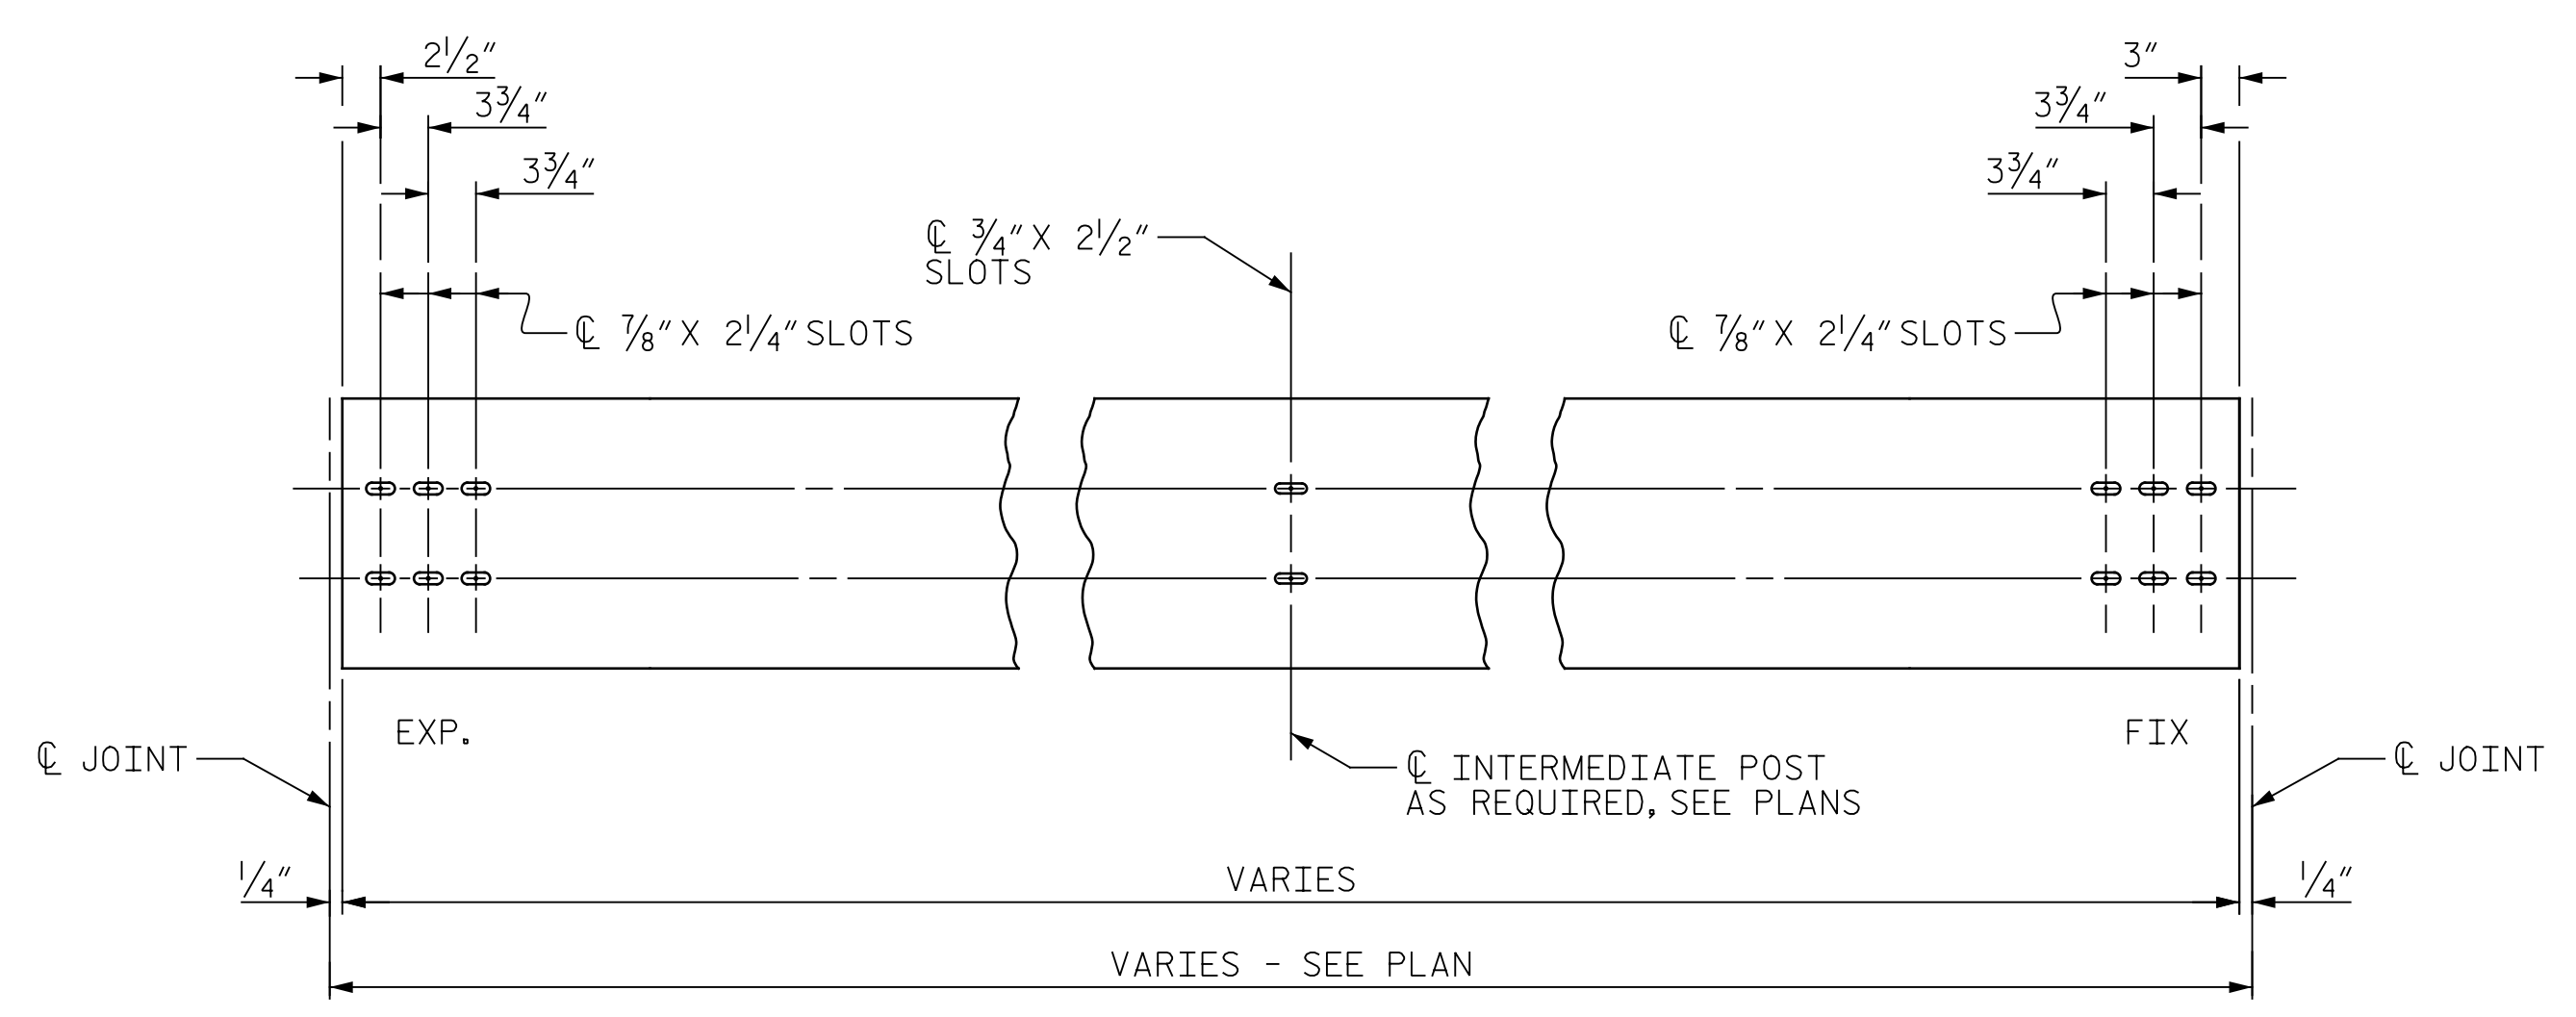 2½"
3"
3¾"
3¾"
3¾"
3¾"
℄ ¾" X 2½"
SLOTS
℄ ⅞" X 2¼" SLOTS
℄ ⅞" X 2¼" SLOTS
EXP.
FIX
℄ JOINT
℄ JOINT
℄ INTERMEDIATE POST
AS REQUIRED, SEE PLANS
¼"
VARIES
¼"
VARIES - SEE PLAN